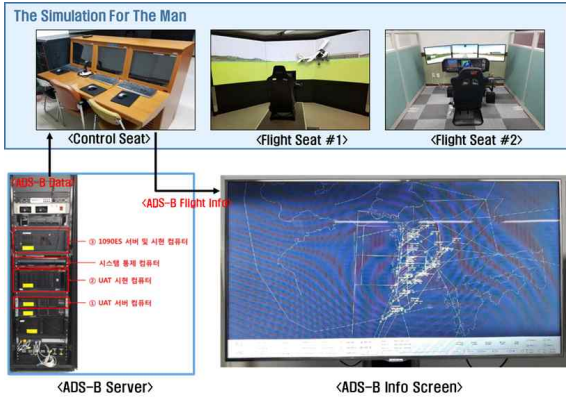 The Simulation For The Man
<Control Seat>
<Flight Seat #1>
<Flight Seat #2>
<ADS-B Data>
<ADS-B Flight Info>
③ 1090ES 서버 및 시현 컴퓨터
시스템 통제 컴퓨터
② UAT 시현 컴퓨터
① UAT 서버 컴퓨터
<ADS-B Server>
<ADS-B Info Screen>